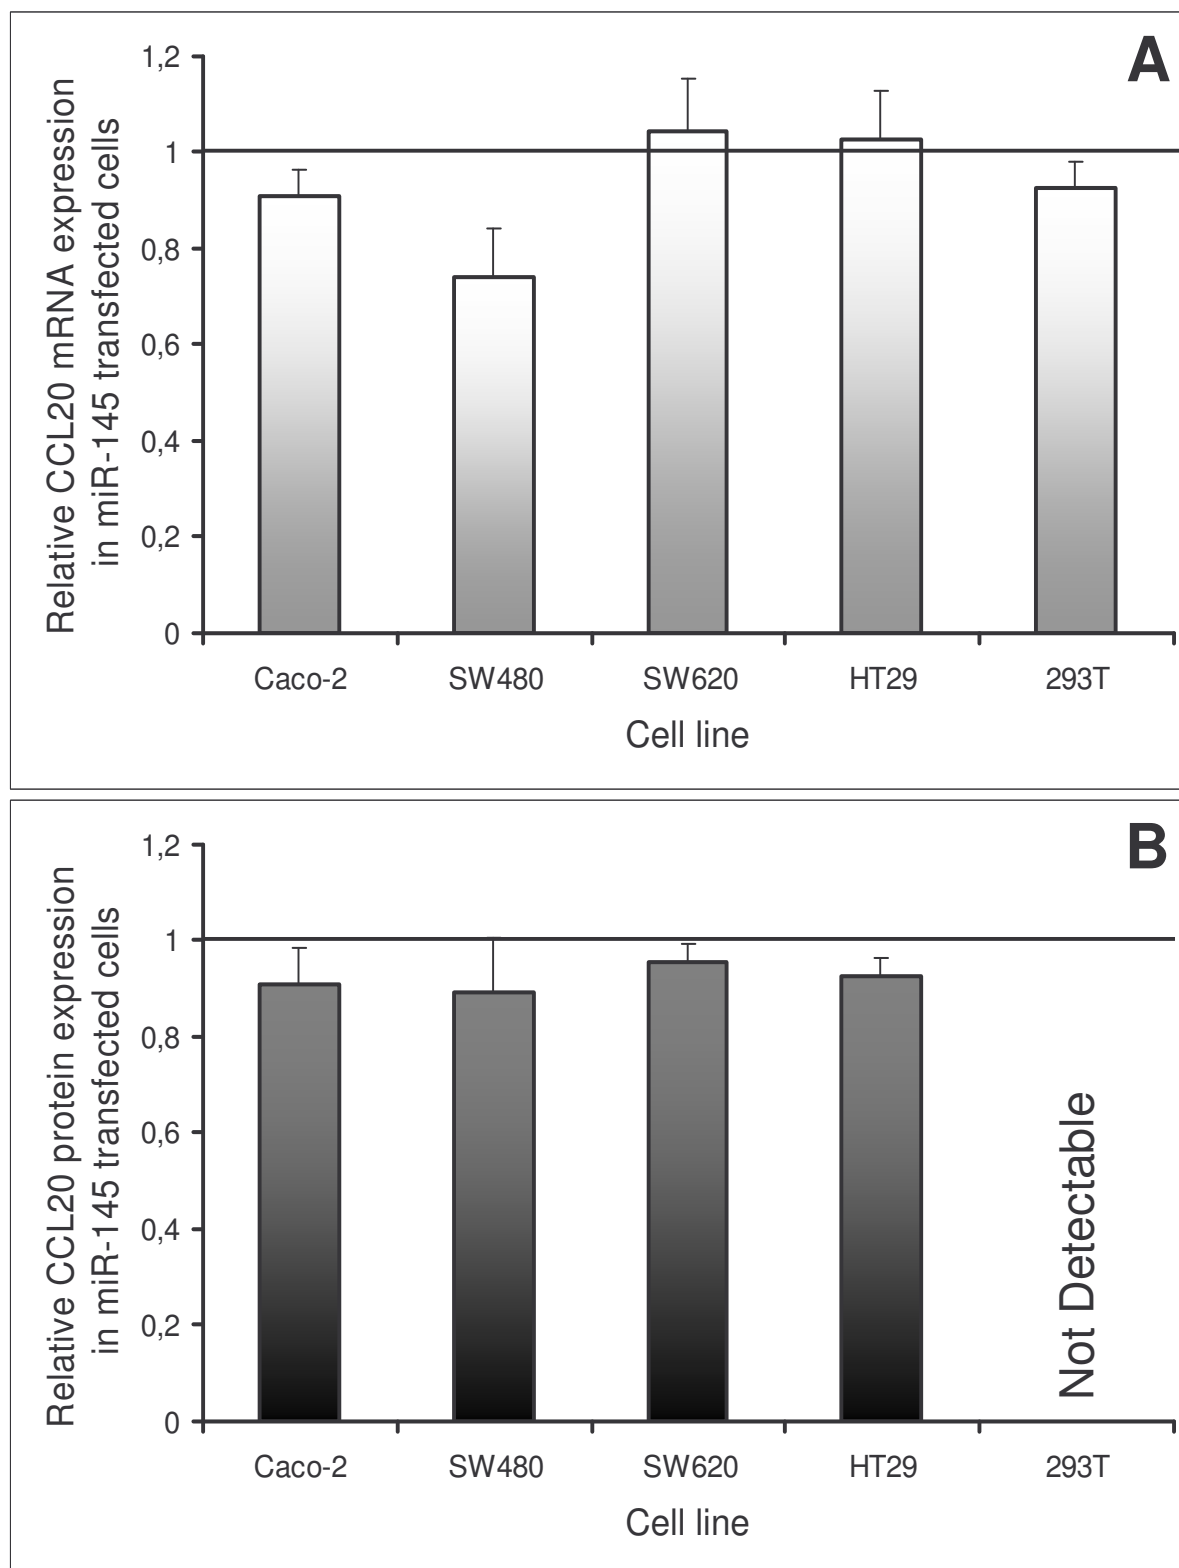 A
Relative CCL20 mRNA expression
in miR-145 transfected cells
1,2
1
0,8
0,6
0,4
0,2
0
Caco-2 SW480 SW620 HT29 293T
Cell line
B
Relative CCL20 protein expression
in miR-145 transfected cells
1,2
1
0,8
0,6
0,4
0,2
0
Not Detectable
Caco-2 SW480 SW620 HT29 293T
Cell line